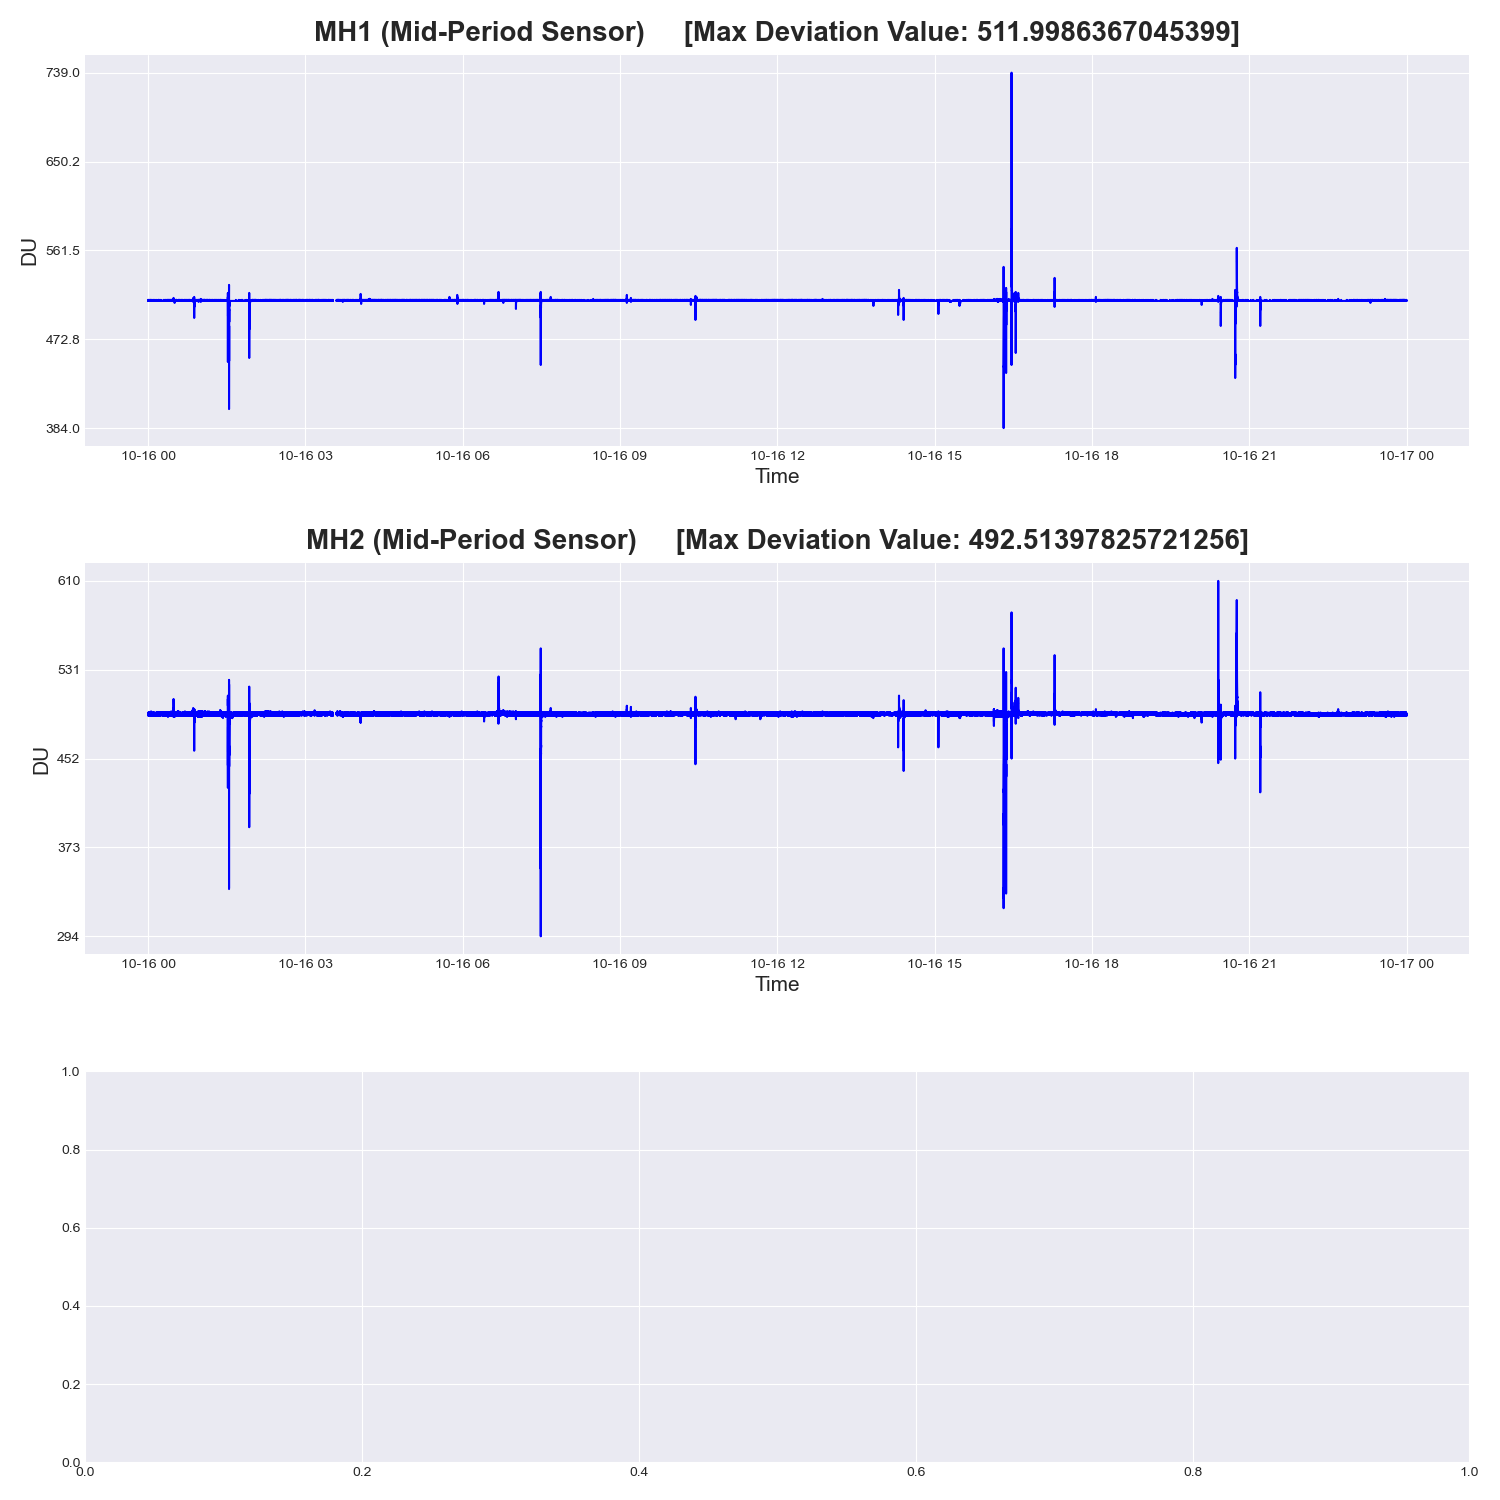 MH1 (Mid-Period Sensor) [Max Deviation Value: 511.9986367045399]
739.0
650.2
561.5
472.8
384.0
DU
10-16 00 10-16 03 10-16 06 10-16 09 10-16 12 10-16 15 10-16 18 10-16 21 10-17 00
Time
MH2 (Mid-Period Sensor) [Max Deviation Value: 492.51397825721256]
610
531
452
373
294
DU
10-16 00 10-16 03 10-16 06 10-16 09 10-16 12 10-16 15 10-16 18 10-16 21 10-17 00
Time
1.0
0.8
0.6
0.4
0.2
0.0
0.0 0.2 0.4 0.6 0.8 1.0